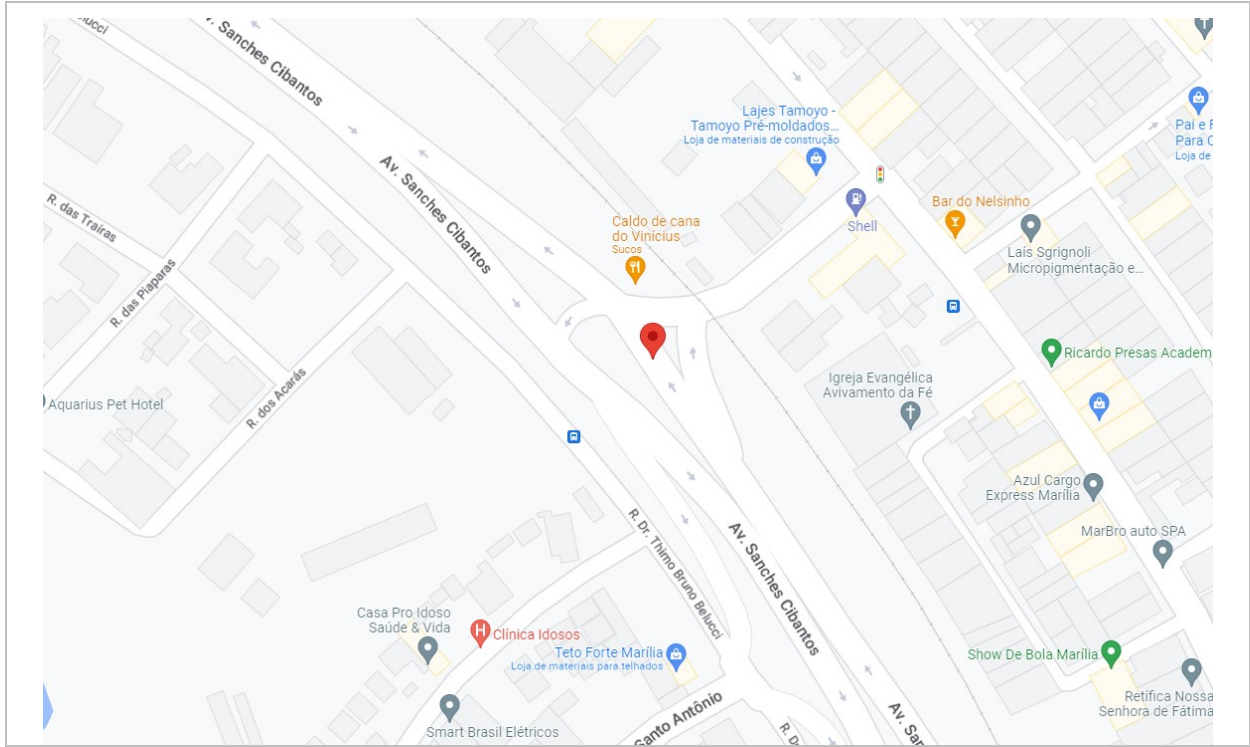 ucci
Belucci
Av. Sanches Cibantos
Av. Sanches Cibantos
Lajes Tamoyo -
Tamoyo Pré-moldados...
Loja de materiais de construção
Pai e F
Para C
Loja de
R. das Traíras
R. das Piaparas
Caldo de cana
do Vinícius
Sucos
Shell
Bar do Nelsinho
Laís Sgrignoli
Micropigmentação e...
Ricardo Presas Academ
Igreja Evangélica
Avivamento da Fé
Aquarius Pet Hotel
R. dos Acarás
Azul Cargo
Express Marília
MarBro auto SPA
R. Dr. Thimo Bruno Belucci
Av. Sanches Cibantos
Casa Pro Idoso
Saúde & Vida
H
Clínica Idosos
Teto Forte Marília
Loja de materiais para telhados
Show De Bola Marília
Retífica Nossa
Senhora de Fátima
Smart Brasil Elétricos
Santo Antônio
R. D
Av. San